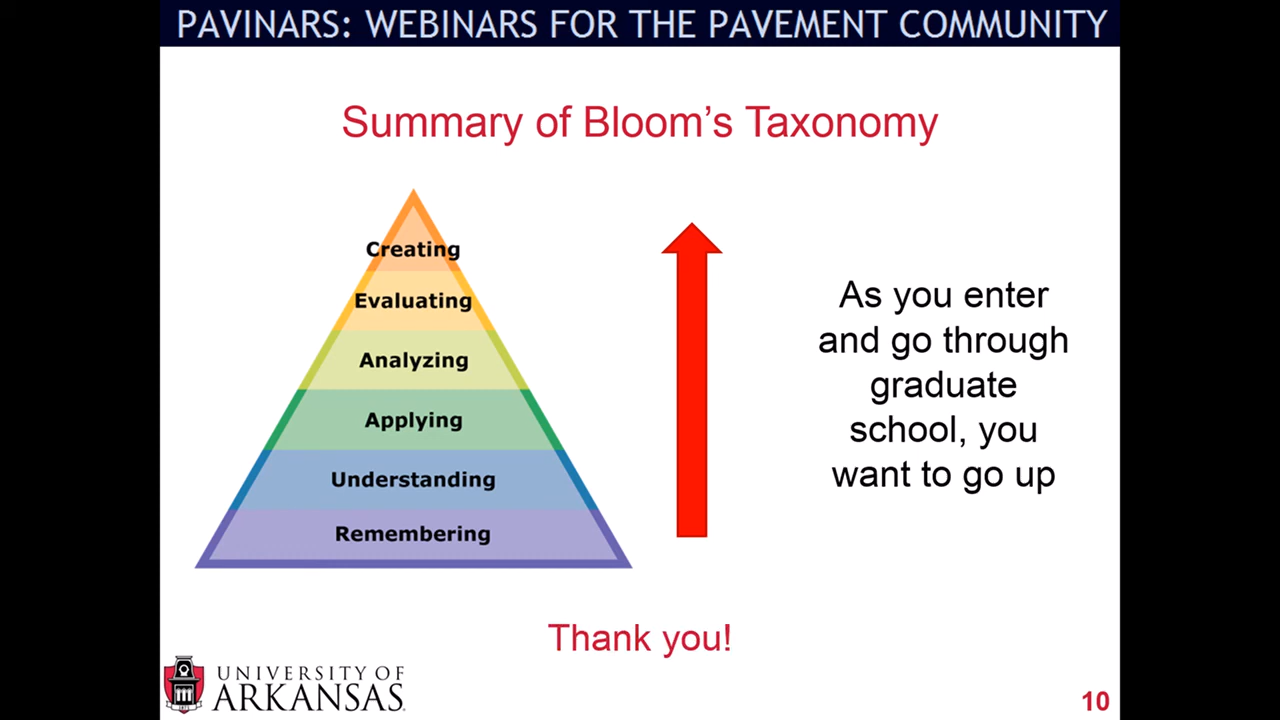 PAVINARS: WEBINARS FOR THE PAVEMENT COMMUNITY
Summary of Bloom’s Taxonomy
Creating
Evaluating
Analyzing
Applying
Understanding
Remembering
As you enter
and go through
graduate
school, you
want to go up
Thank you!
UNIVERSITY OF
ARKANSAS
10